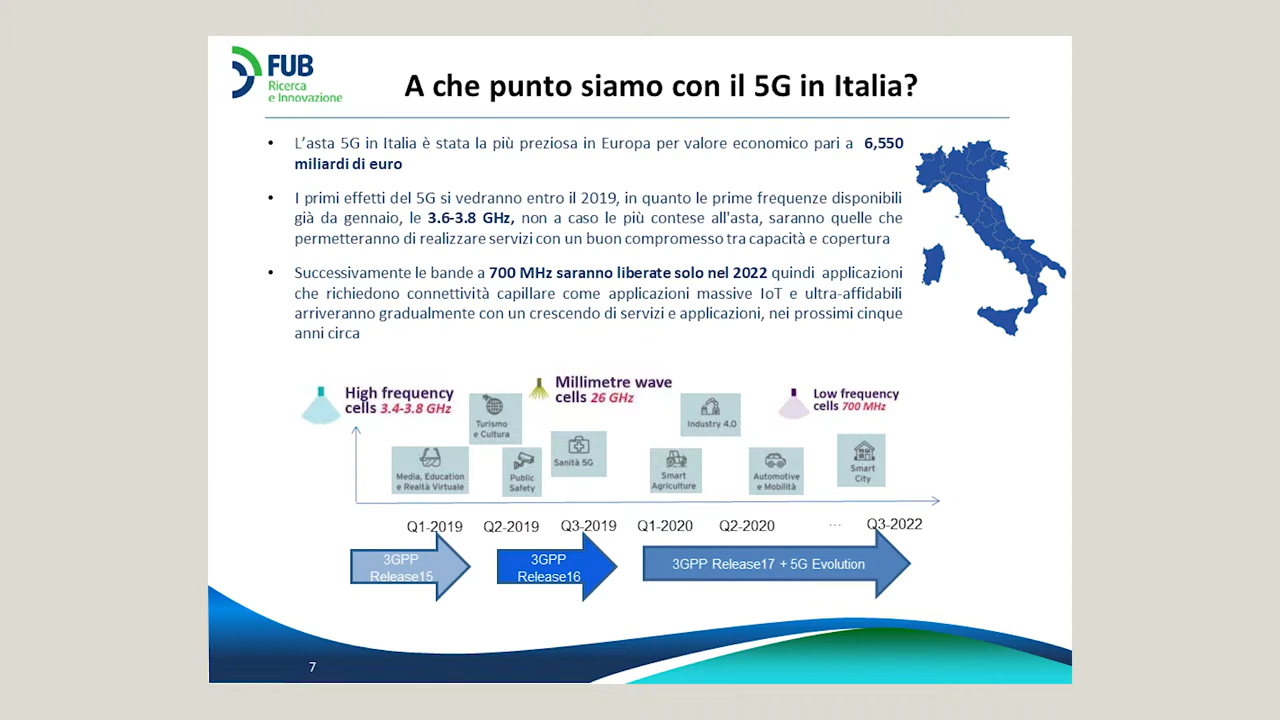 FUB
Ricerca
e Innovazione
A che punto siamo con il 5G in Italia?
• L'asta 5G in Italia è stata la più preziosa in Europa per valore economico pari a 6,550
miliardi di euro
• I primi effetti del 5G si vedranno entro il 2019, in quanto le prime frequenze disponibili
già da gennaio, le 3.6-3.8 GHz, non a caso le più contese all'asta, saranno quelle che
permetteranno di realizzare servizi con un buon compromesso tra capacità e copertura
• Successivamente le bande a 700 MHz saranno liberate solo nel 2022 quindi applicazioni
che richiedono connettività capillare come applicazioni massive IoT e ultra-affidabili
arriveranno gradualmente con un crescendo di servizi e applicazioni, nei prossimi cinque
anni circa
High frequency
cells 3.4-3.8 GHz
Millimetre wave
cells 26 GHz
Low frequency
cells 700 MHz
Turismo
e Cultura
Industry 4.0
Media, Education
e Realtà Virtuale
Public
Safety
Sanità 5G
Smart
Agriculture
Automotive
e Mobilità
Smart
City
Q1-2019 Q2-2019 Q3-2019 Q1-2020 Q2-2020 ... Q3-2022
3GPP
Release15
3GPP
Release16
3GPP Release17 + 5G Evolution
7